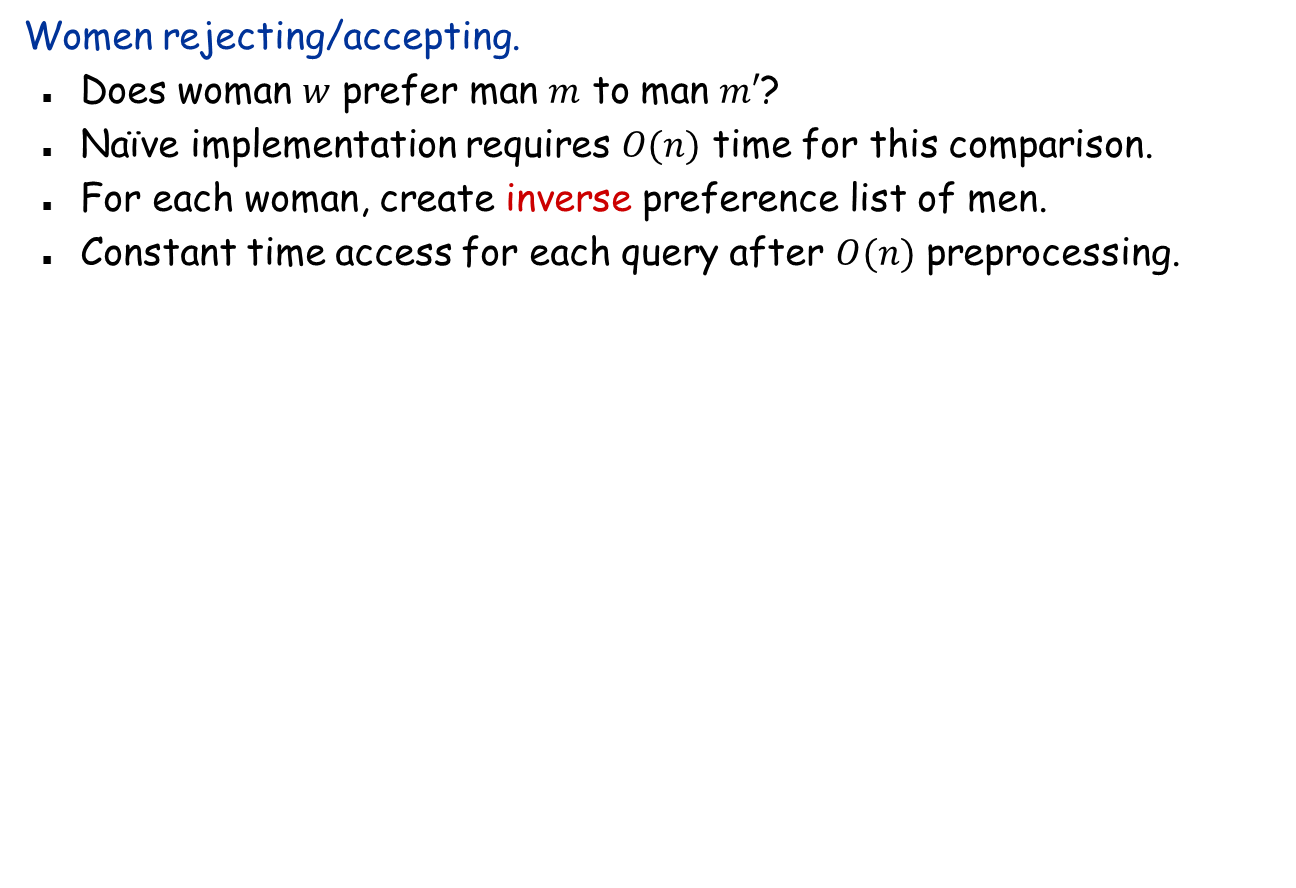 Women rejecting/accepting.
▪ Does woman w prefer man m to man m′?
▪ Naïve implementation requires O(n) time for this comparison.
▪ For each woman, create inverse preference list of men.
▪ Constant time access for each query after O(n) preprocessing.